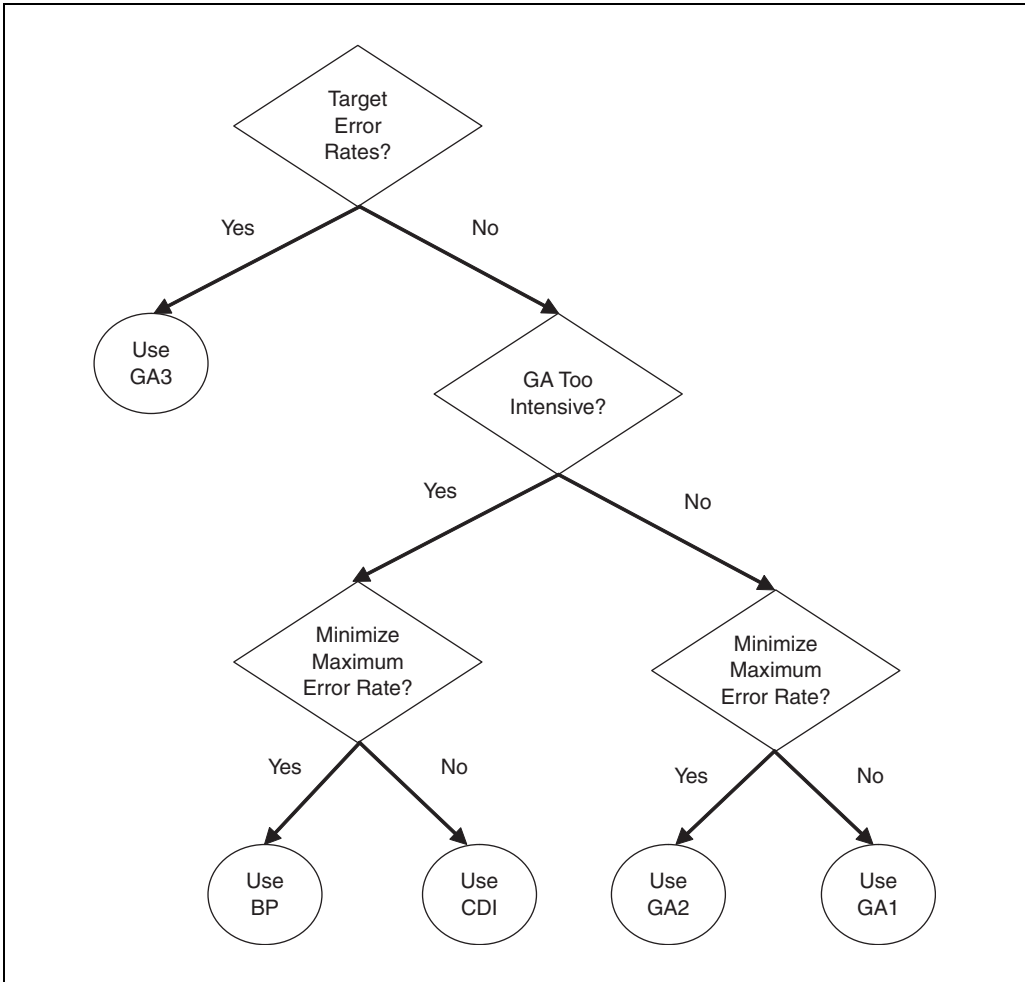 Target
Error
Rates?
Yes
No
Use
GA3
GA Too
Intensive?
Yes
No
Minimize
Maximum
Error Rate?
Minimize
Maximum
Error Rate?
Yes
No
Yes
No
Use
BP
Use
CDI
Use
GA2
Use
GA1